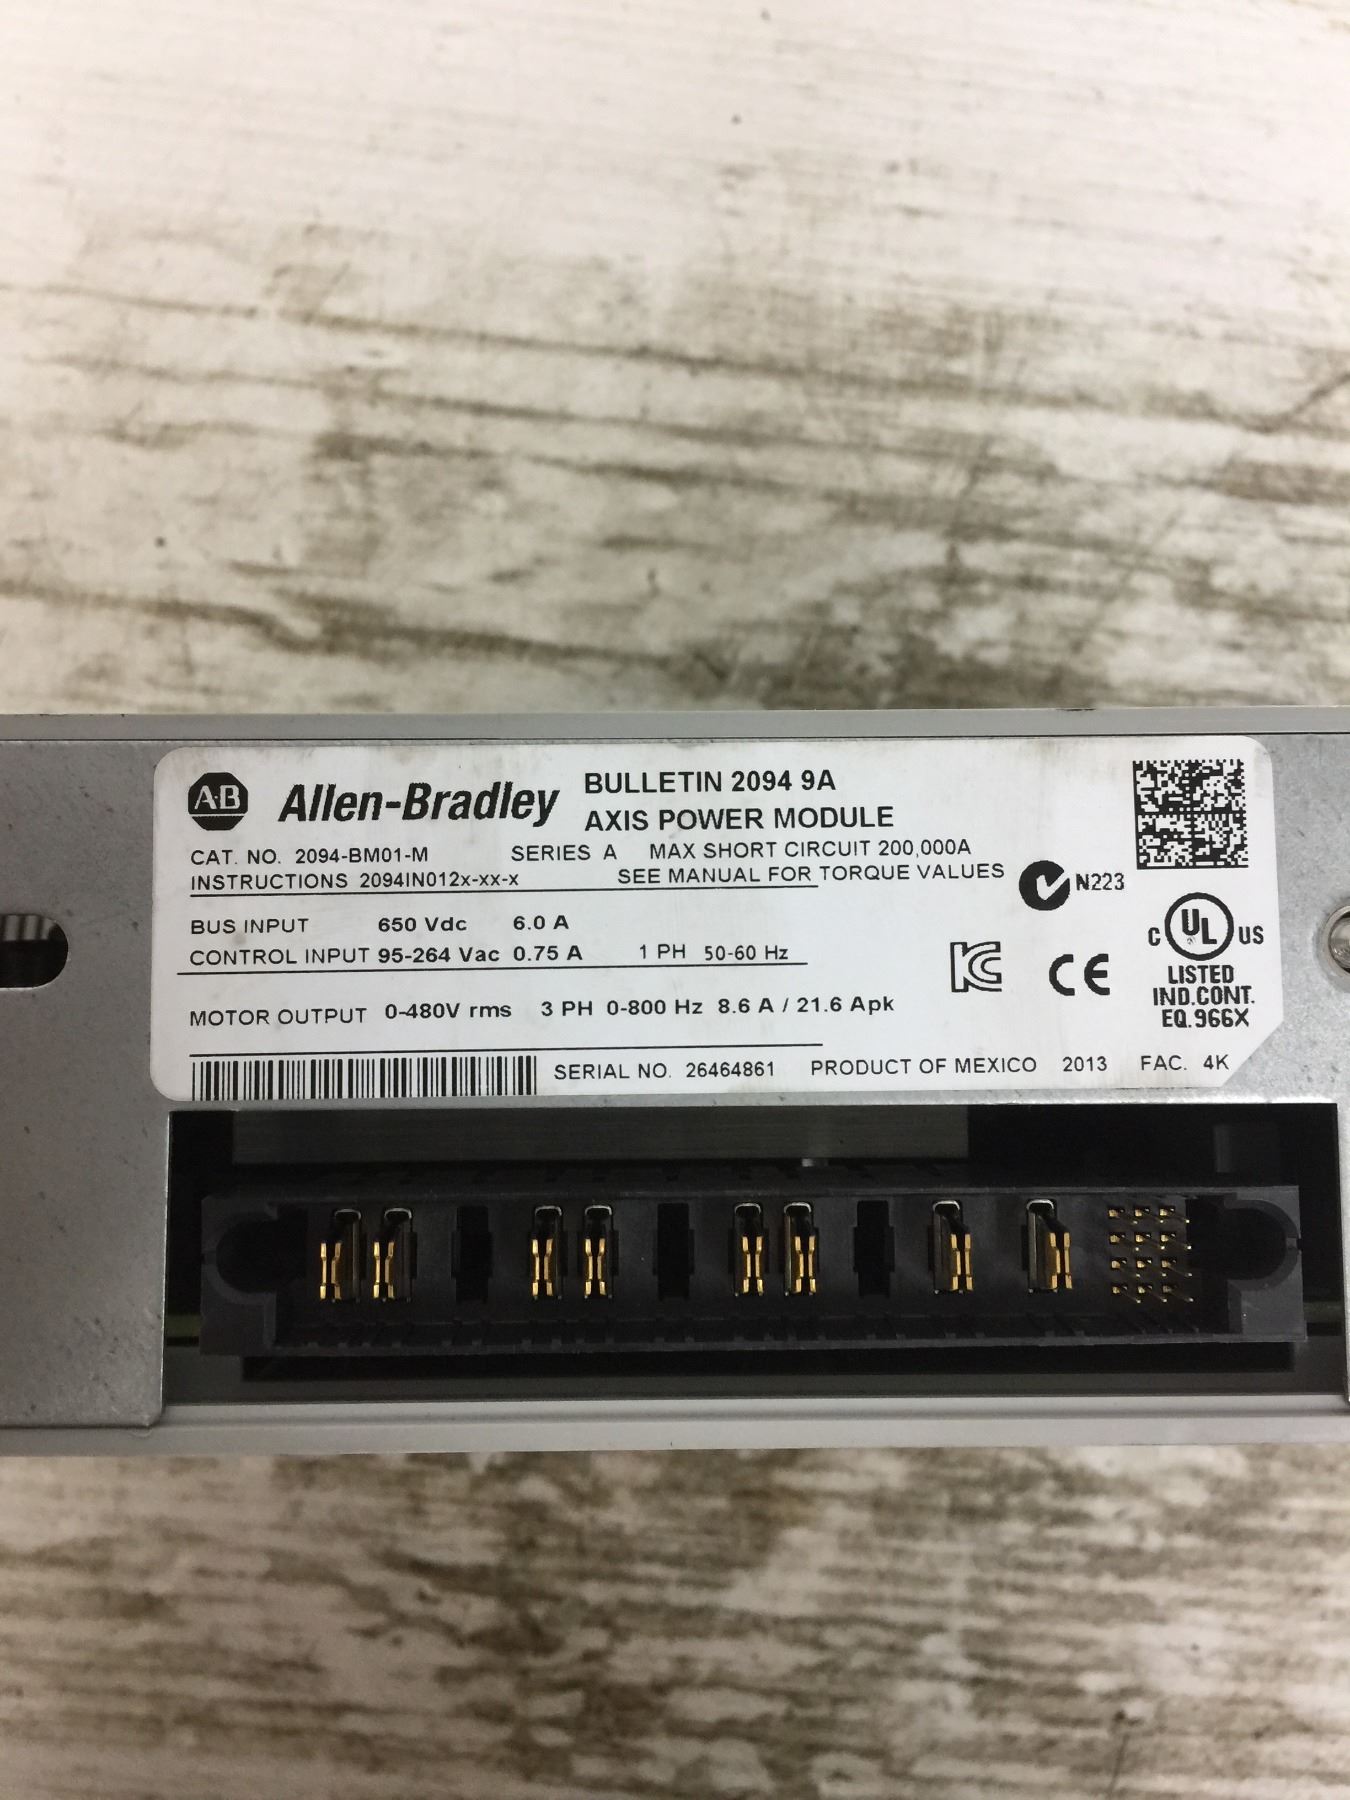 A-B Allen-Bradley BULLETIN 2094 9A
AXIS POWER MODULE
CAT. NO. 2094-BM01-M SERIES A MAX SHORT CIRCUIT 200,000A
INSTRUCTIONS 2094IN012x-xx-x SEE MANUAL FOR TORQUE VALUES
N223
BUS INPUT 650 Vdc 6.0 A
CONTROL INPUT 95-264 Vac 0.75 A 1 PH 50-60 Hz
MOTOR OUTPUT 0-480V rms 3 PH 0-800 Hz 8.6 A / 21.6 Apk
KC CE
C UL US
LISTED
IND.CONT.
EQ.966X
SERIAL NO. 26464861 PRODUCT OF MEXICO 2013 FAC. 4K